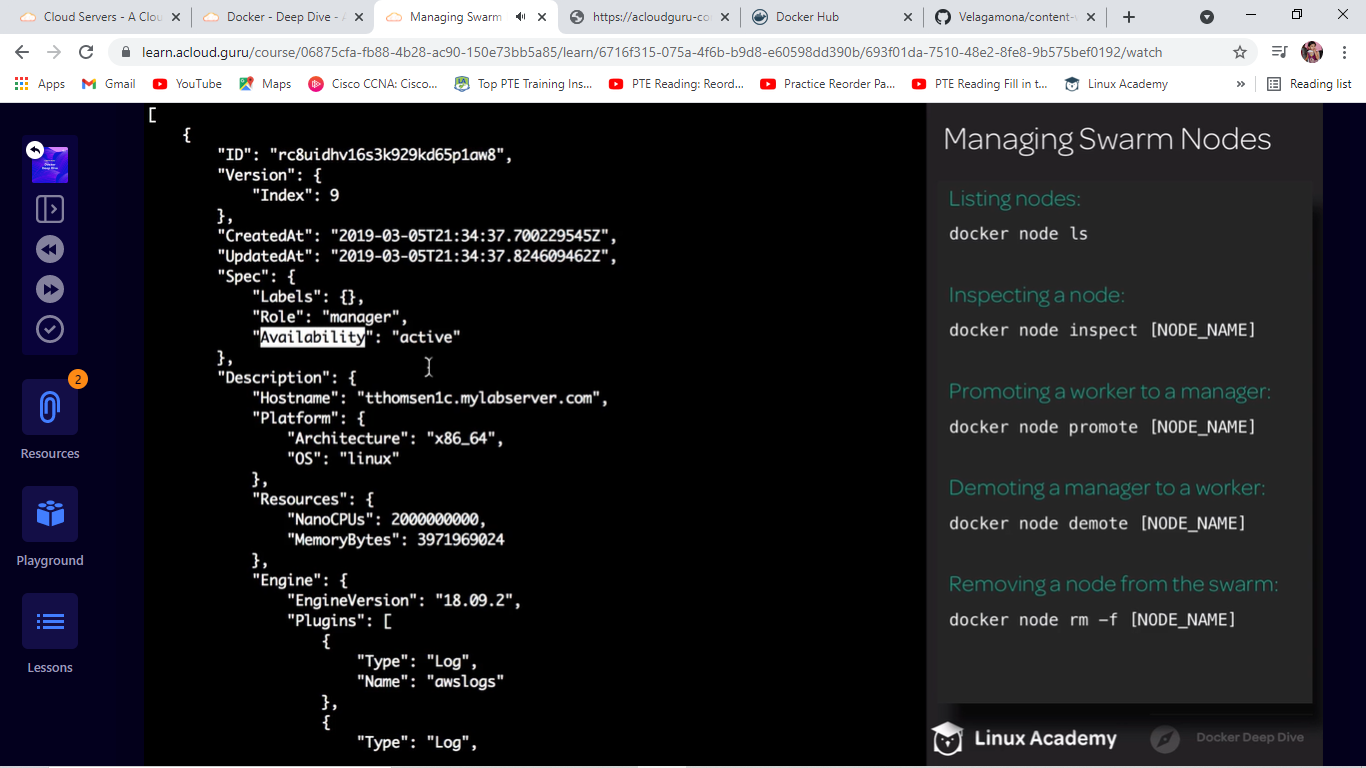 Cloud Servers - A Clou
Docker - Deep Dive - A
Managing Swarm
https://acloudguru-co
Docker Hub
Velagamona/content-
learn.acloud.guru/course/06875cfa-fb88-4b28-ac90-150e73bb5a85/learn/6716f315-075a-4f6b-b9d8-e60598dd390b/693f01da-7510-48e2-8fe8-9b575bef0192/watch
Apps
Gmail
YouTube
Maps
Cisco CCNA: Cisco...
Top PTE Training Ins...
PTE Reading: Reord...
Practice Reorder Pa...
PTE Reading Fill in t...
Linux Academy
»
Reading list
2
Resources
Playground
Lessons
[
{
"ID": "rc8uidhv16s3k929kd65p1aw8",
"Version": {
"Index": 9
},
"CreatedAt": "2019-03-05T21:34:37.700229545Z",
"UpdatedAt": "2019-03-05T21:34:37.824609462Z",
"Spec": {
"Labels": {},
"Role": "manager",
"Availability": "active"
},
"Description": {
"Hostname": "tthomsen1c.mylabserver.com",
"Platform": {
"Architecture": "x86_64",
"OS": "linux"
},
"Resources": {
"NanoCPUs": 2000000000,
"MemoryBytes": 3971969024
},
"Engine": {
"EngineVersion": "18.09.2",
"Plugins": [
{
"Type": "Log",
"Name": "awslogs"
},
{
"Type": "Log",
Managing Swarm Nodes
Listing nodes:
docker node ls
Inspecting a node:
docker node inspect [NODE_NAME]
Promoting a worker to a manager:
docker node promote [NODE_NAME]
Demoting a manager to a worker:
docker node demote [NODE_NAME]
Removing a node from the swarm:
docker node rm -f [NODE_NAME]
Linux Academy
Docker Deep Dive